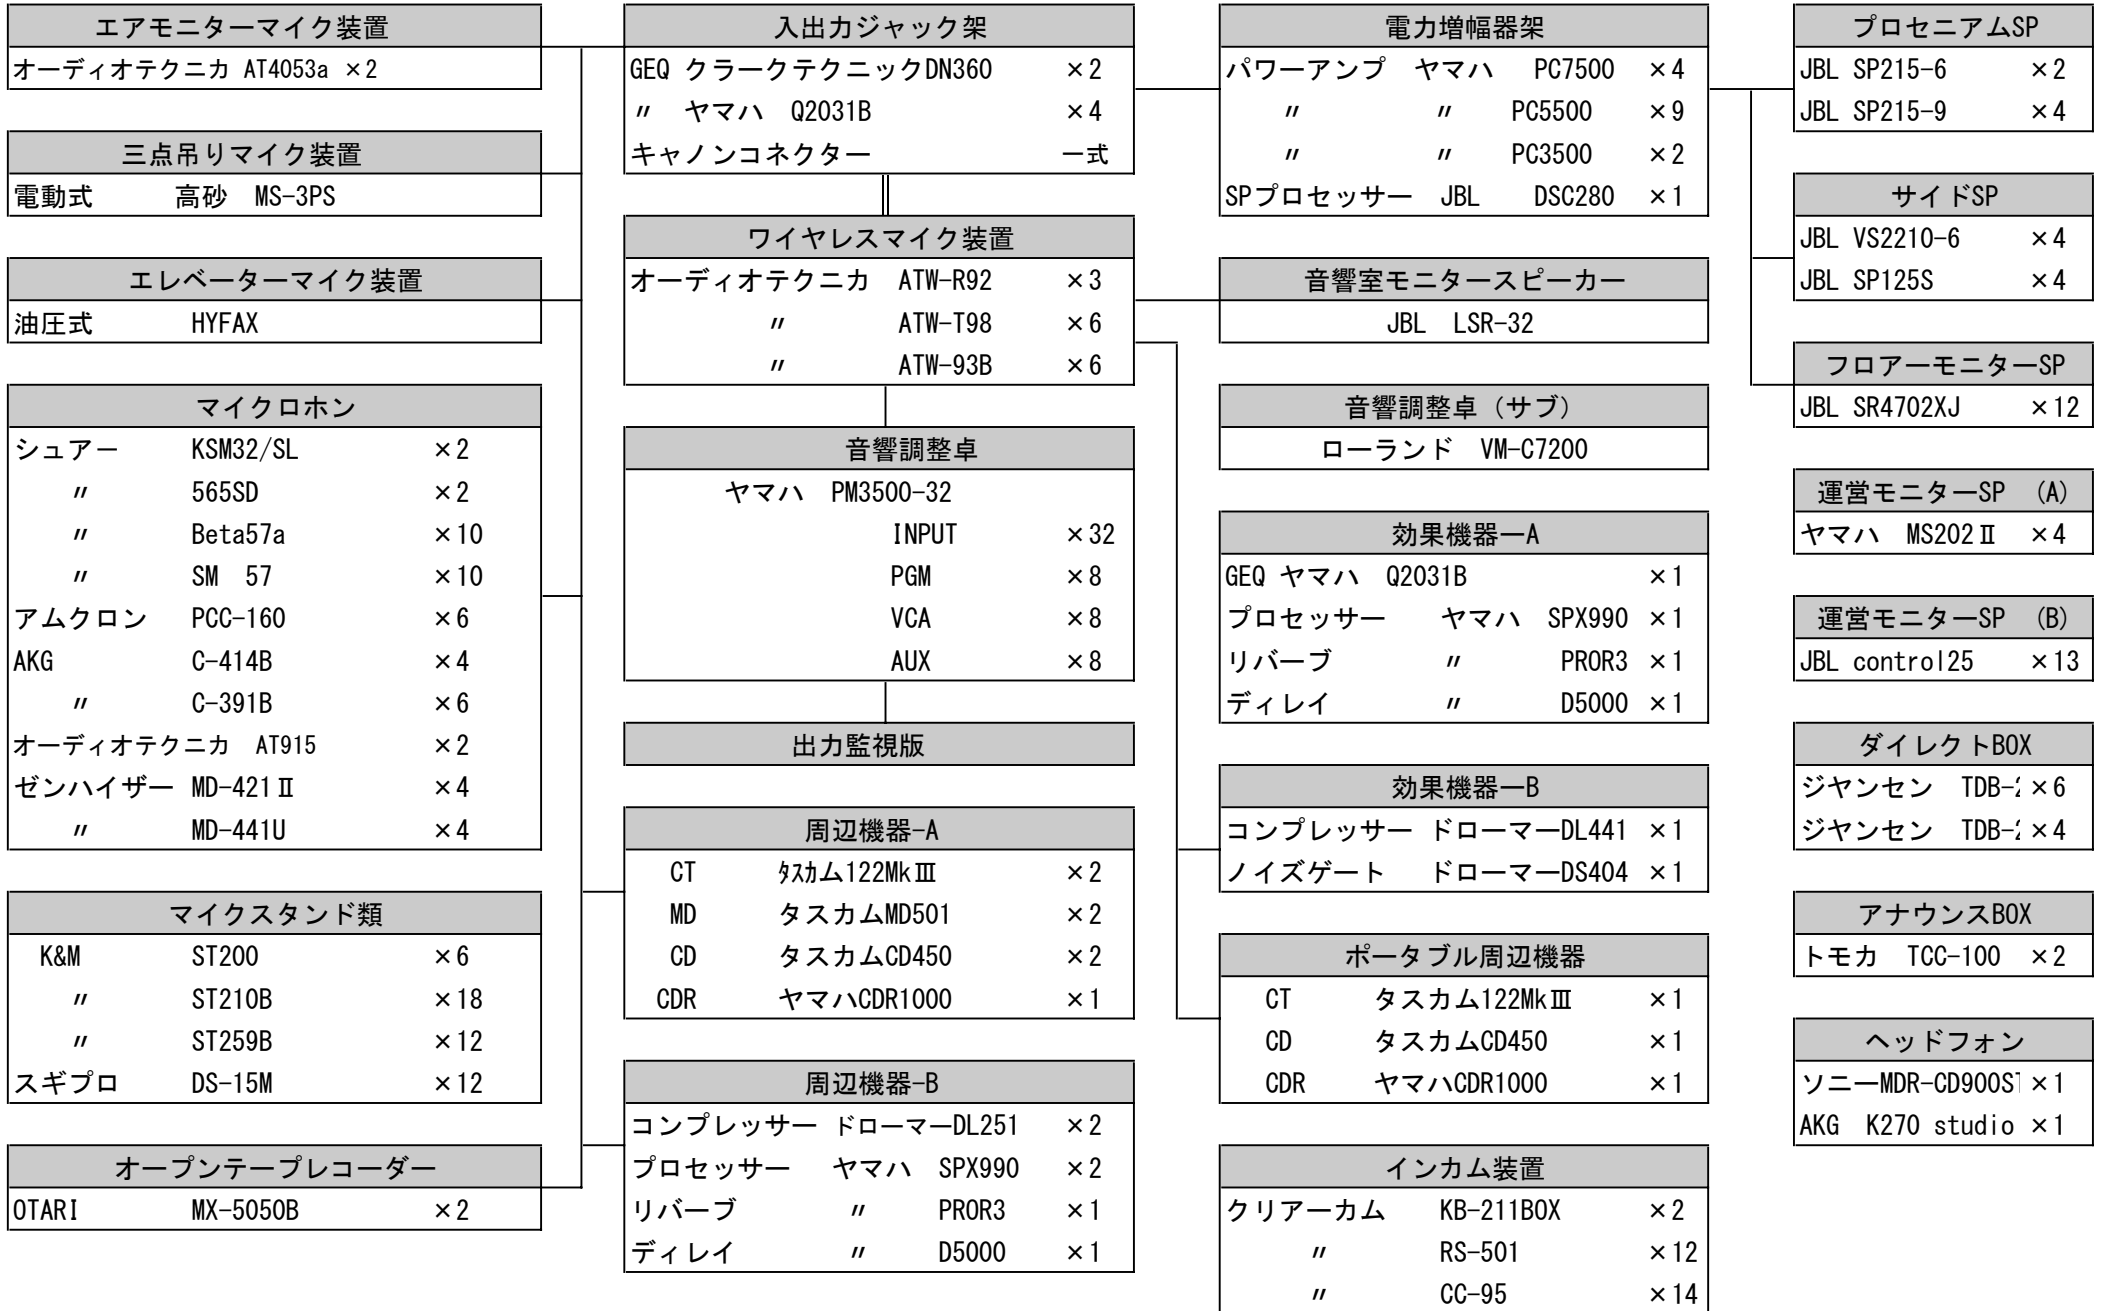 エアモニターマイク装置
オーディオテクニカ AT4053a ×2
三点吊りマイク装置
電動式 高砂 MS-3PS
エレベーターマイク装置
油圧式 HYFAX
マイクロホン
シュアー KSM32/SL ×2
〃 565SD ×2
〃 Beta57a ×10
〃 SM 57 ×10
アムクロン PCC-160 ×6
AKG C-414B ×4
〃 C-391B ×6
オーディオテクニカ AT915 ×2
ゼンハイザー MD-421Ⅱ ×4
〃 MD-441U ×4
マイクスタンド類
K&M ST200 ×6
〃 ST210B ×18
〃 ST259B ×12
スギプロ DS-15M ×12
オープンテープレコーダー
OTARI MX-5050B ×2
入出力ジャック架
GEQ クラークテクニックDN360 ×2
〃 ヤマハ Q2031B ×4
キャノンコネクター 一式
ワイヤレスマイク装置
オーディオテクニカ ATW-R92 ×3
〃 ATW-T98 ×6
〃 ATW-93B ×6
音響調整卓
ヤマハ PM3500-32
INPUT ×32
PGM ×8
VCA ×8
AUX ×8
出力監視版
周辺機器-A
CT ﾀｽｶム122MkⅢ ×2
MD タスカムMD501 ×2
CD タスカムCD450 ×2
CDR ヤマハCDR1000 ×1
周辺機器-B
コンプレッサー ドローマーDL251 ×2
プロセッサー ヤマハ SPX990 ×2
リバーブ 〃 PROR3 ×1
ディレイ 〃 D5000 ×1
電力増幅器架
パワーアンプ ヤマハ PC7500 ×4
〃 〃 PC5500 ×9
〃 〃 PC3500 ×2
SPプロセッサー JBL DSC280 ×1
音響室モニタースピーカー
JBL LSR-32
音響調整卓（サブ）
ローランド VM-C7200
効果機器ーA
GEQ ヤマハ Q2031B ×1
プロセッサー ヤマハ SPX990 ×1
リバーブ 〃 PROR3 ×1
ディレイ 〃 D5000 ×1
効果機器ーB
コンプレッサー ドローマーDL441 ×1
ノイズゲート ドローマーDS404 ×1
ポータブル周辺機器
CT タスカム122MkⅢ ×1
CD タスカムCD450 ×1
CDR ヤマハCDR1000 ×1
インカム装置
クリアーカム KB-211BOX ×2
〃 RS-501 ×12
〃 CC-95 ×14
プロセニアムSP
JBL SP215-6 ×2
JBL SP215-9 ×4
サイドSP
JBL VS2210-6 ×4
JBL SP125S ×4
フロアーモニターSP
JBL SR4702XJ ×12
運営モニターSP (A)
ヤマハ MS202Ⅱ ×4
運営モニターSP (B)
JBL control25 ×13
ダイレクトBOX
ジヤンセン TDB- ×6
ジヤンセン TDB- ×4
アナウンスBOX
トモカ TCC-100 ×2
ヘッドフォン
ソニーMDR-CD900S ×1
AKG K270 studio ×1